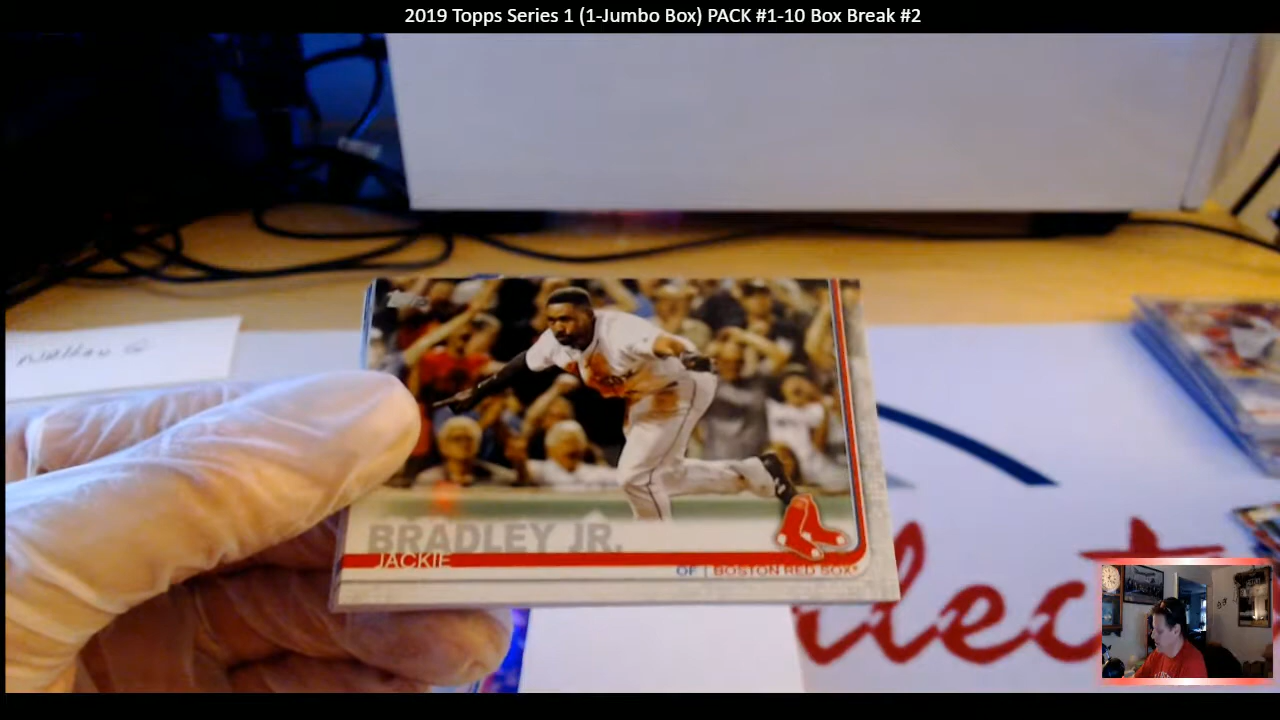 2019 Topps Series 1 (1-Jumbo Box) PACK #1-10 Box Break #2
Topps
BRADLEY JR.
JACKIE
OF | BOSTON RED SOX